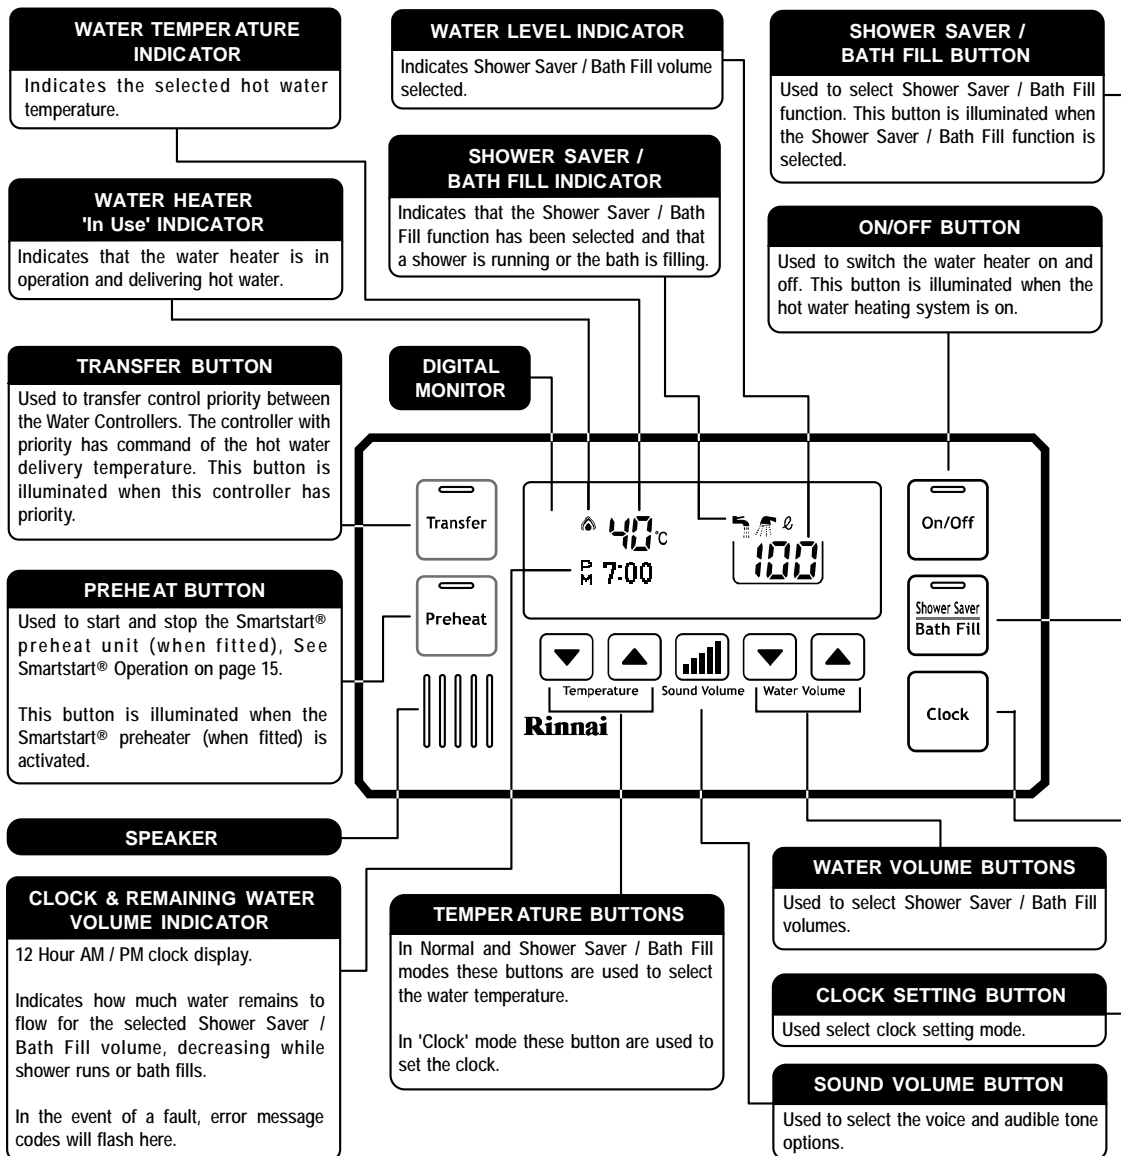 WATER TEMPERATURE
INDICATOR
Indicates the selected hot water
temperature.
WATER LEVEL INDICATOR
Indicates Shower Saver / Bath Fill volume
selected.
SHOWER SAVER /
BATH FILL BUTTON
Used to select Shower Saver / Bath Fill
function. This button is illuminated when
the Shower Saver / Bath Fill function is
selected.
SHOWER SAVER /
BATH FILL INDICATOR
Indicates that the Shower Saver / Bath
Fill function has been selected and that
a shower is running or the bath is filling.
WATER HEATER
'In Use' INDICATOR
Indicates that the water heater is in
operation and delivering hot water.
ON/OFF BUTTON
Used to switch the water heater on and
off. This button is illuminated when the
hot water heating system is on.
TRANSFER BUTTON
Used to transfer control priority between
the Water Controllers. The controller with
priority has command of the hot water
delivery temperature. This button is
illuminated when this controller has
priority.
DIGITAL
MONITOR
PREHEAT BUTTON
Used to start and stop the Smartstart®
preheat unit (when fitted), See
Smartstart® Operation on page 15.
This button is illuminated when the
Smartstart® preheater (when fitted) is
activated.
Transfer
Preheat
40°C
PM 7:00
ℓ
100
On/Off
Shower Saver
Bath Fill
Clock
Temperature
Sound Volume
Water Volume
Rinnai
SPEAKER
CLOCK & REMAINING WATER
VOLUME INDICATOR
12 Hour AM / PM clock display.
Indicates how much water remains to
flow for the selected Shower Saver /
Bath Fill volume, decreasing while
shower runs or bath fills.
In the event of a fault, error message
codes will flash here.
TEMPERATURE BUTTONS
In Normal and Shower Saver / Bath Fill
modes these buttons are used to select
the water temperature.
In 'Clock' mode these button are used to
set the clock.
WATER VOLUME BUTTONS
Used to select Shower Saver / Bath Fill
volumes.
CLOCK SETTING BUTTON
Used select clock setting mode.
SOUND VOLUME BUTTON
Used to select the voice and audible tone
options.